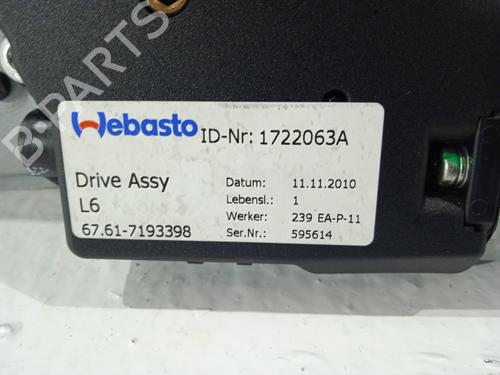 B-PARTS
Webasto
ID-Nr: 1722063A
Drive Assy
L6
67.61-7193398
Datum: 11.11.2010
Lebensl.: 1
Werker: 239 EA-P-11
Ser.Nr.: 595614